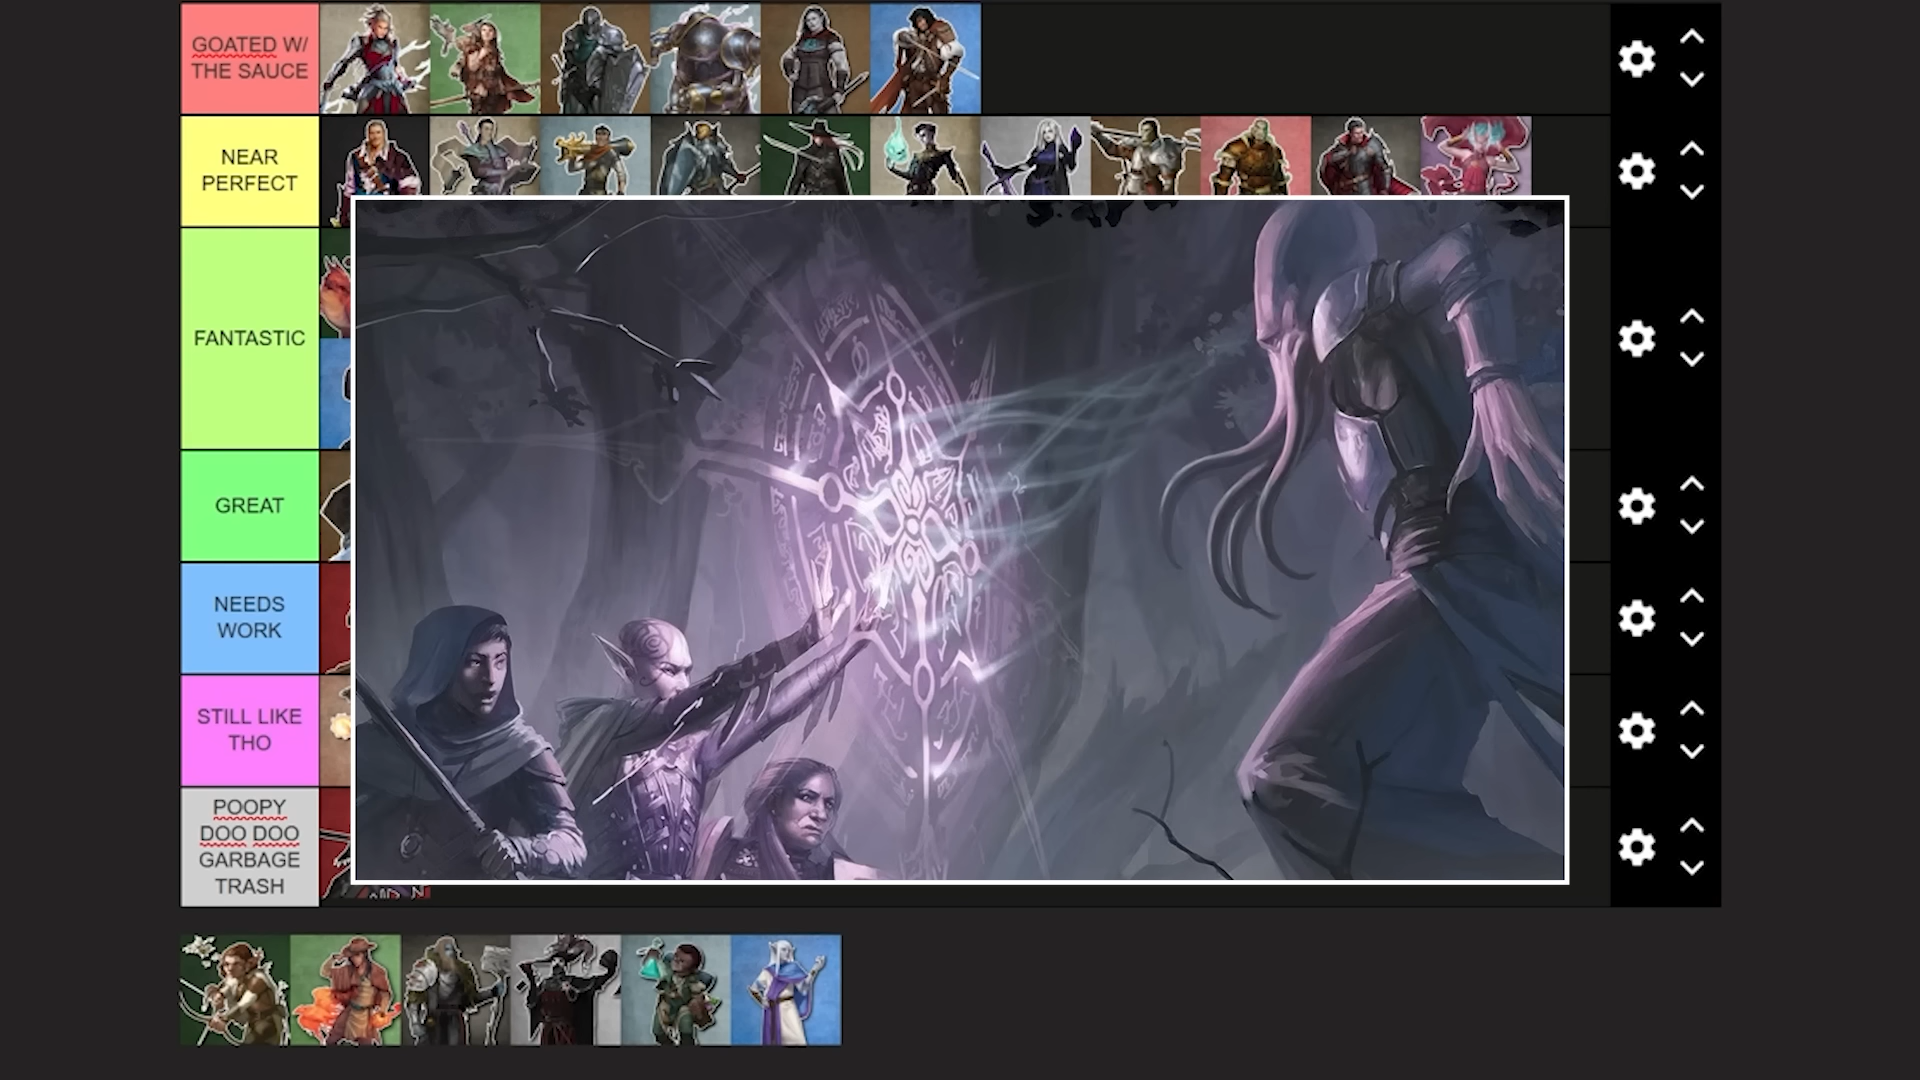 GOATED W/
THE SAUCE
NEAR
PERFECT
FANTASTIC
GREAT
NEEDS
WORK
STILL LIKE
THO
POOPY
DOO DOO
GARBAGE
TRASH